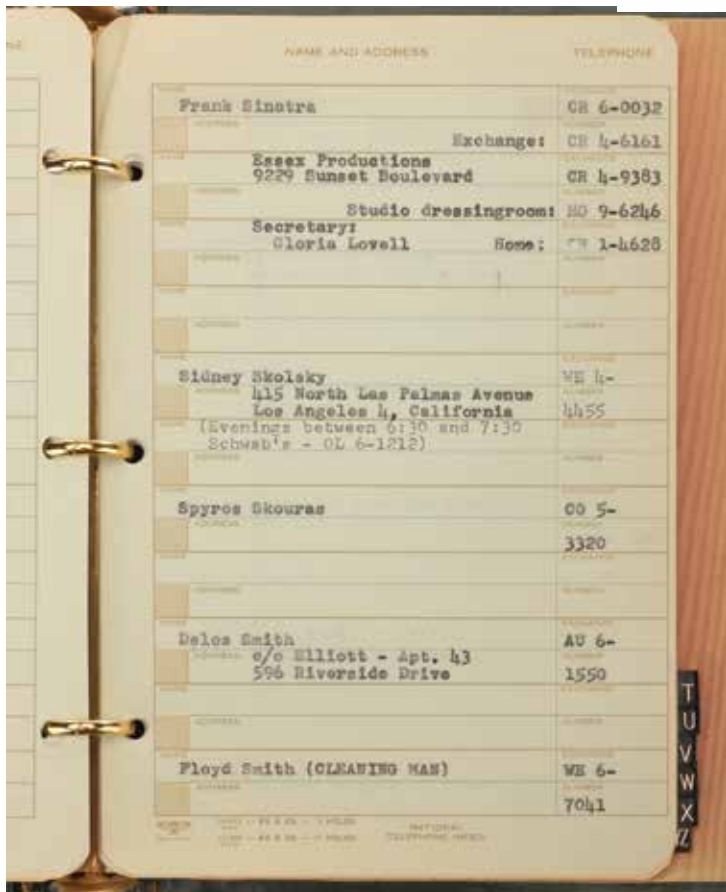 NAME AND ADDRESS TELEPHONE
Frank Sinatra CR 6-0032
Exchange: CR 4-6161
Essex Productions
9229 Sunset Boulevard CR 4-9383
Studio dressingroom: HO 9-6246
Secretary:
Gloria Lovell Home: 1-4628
Sidney Skolsky WE 4-
415 North Las Palmas Avenue
Los Angeles 4, California 4455
(Evenings between 6:30 and 7:30
Schwab's - OL 6-1212)
Spyros Skouras CO 5-
3320
Delos Smith AU 6-
c/o Elliott - Apt. 43
596 Riverside Drive 1550
Floyd Smith (CLEANING MAN) WE 6-
7041
NATIONAL
TELEPHONE INDEX
T
U
V
W
X
Z